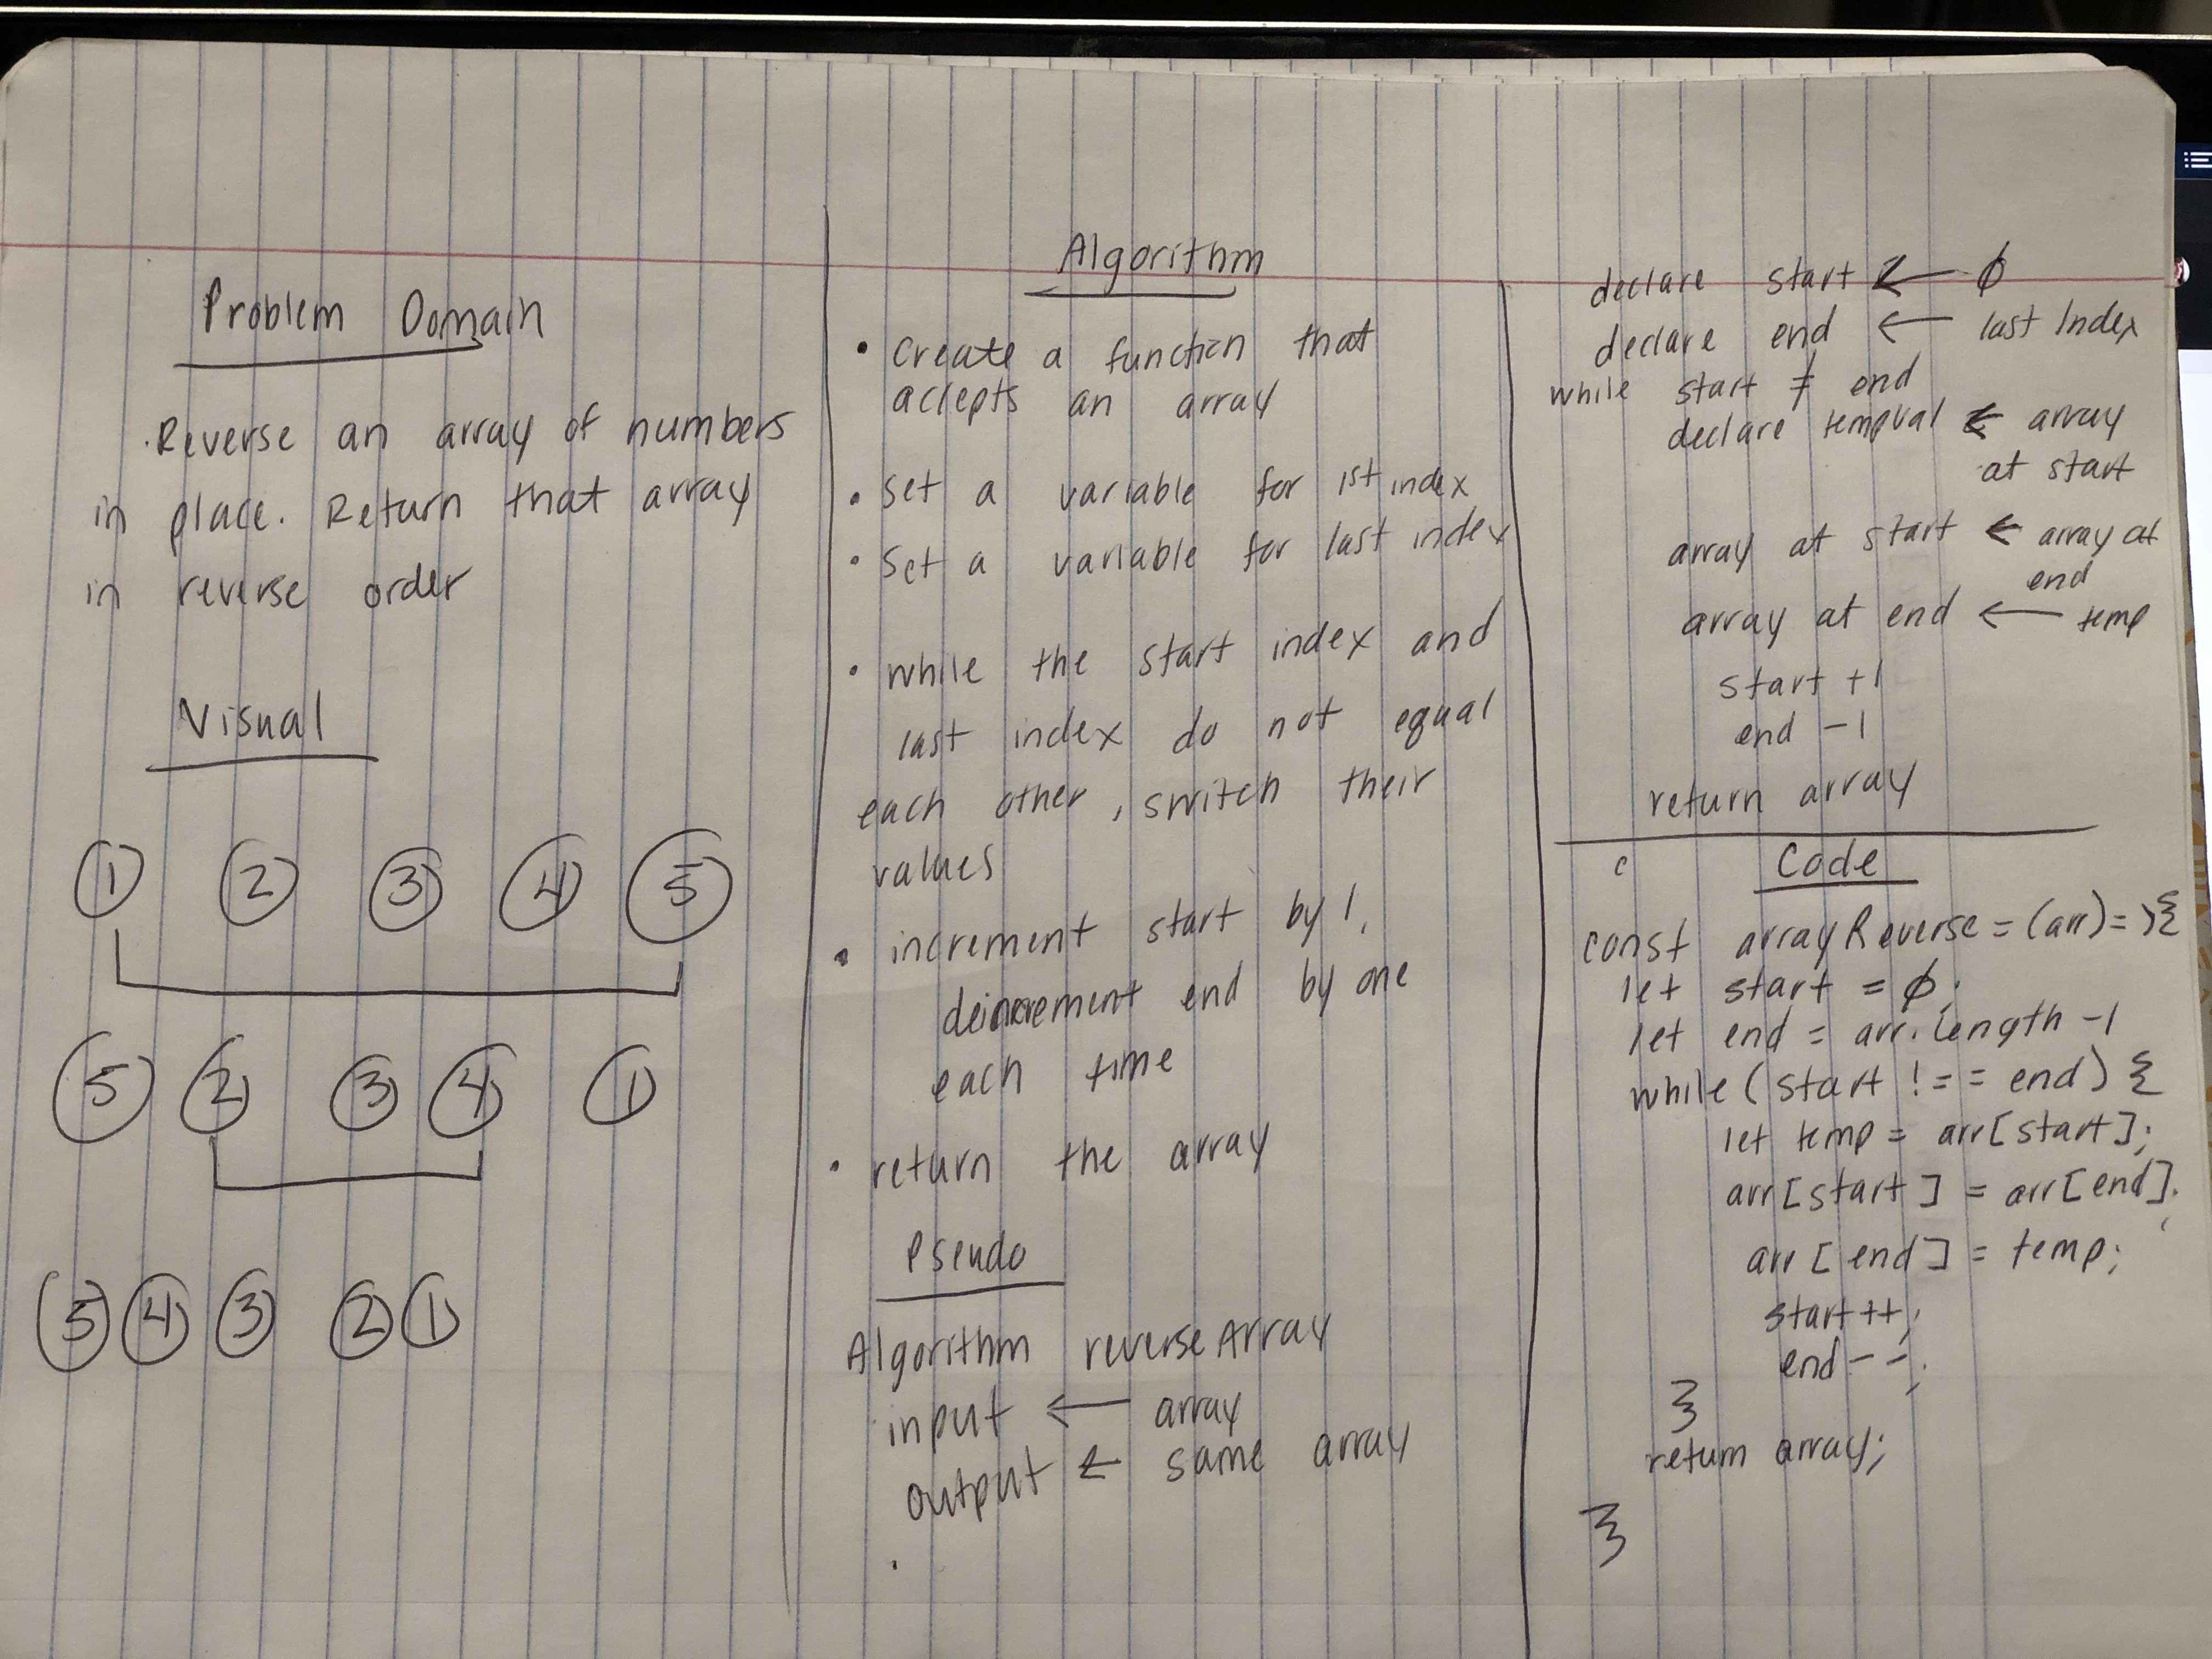 Problem Domain
.Reverse an array of numbers
in place. Return that array
in reverse order
Visual
1 2 3 4 5
5 2 3 4 1
5 4 3 2 1
Algorithm
• create a function that
accepts an array
• set a variable for 1st index
• set a variable for last index
• while the start index and
last index do not equal
each other, switch their
values
• increment start by 1,
deincrement end by one
each time
• return the array
Pseudo
Algorithm reverseArray
input ← array
output ← same array
.
declare start ← 0
declare end ← last Index
while start ≠ end
declare tempval ← array
at start
array at start ← array at
end
array at end ← temp
start +1
end -1
return array
c Code
const arrayReverse = (arr)=>{
let start = 0;
let end = arr.length -1
while (start !== end) {
let temp = arr[start];
arr[start] = arr[end];
arr[end] = temp;
start++;
end--;
}
return array;
}